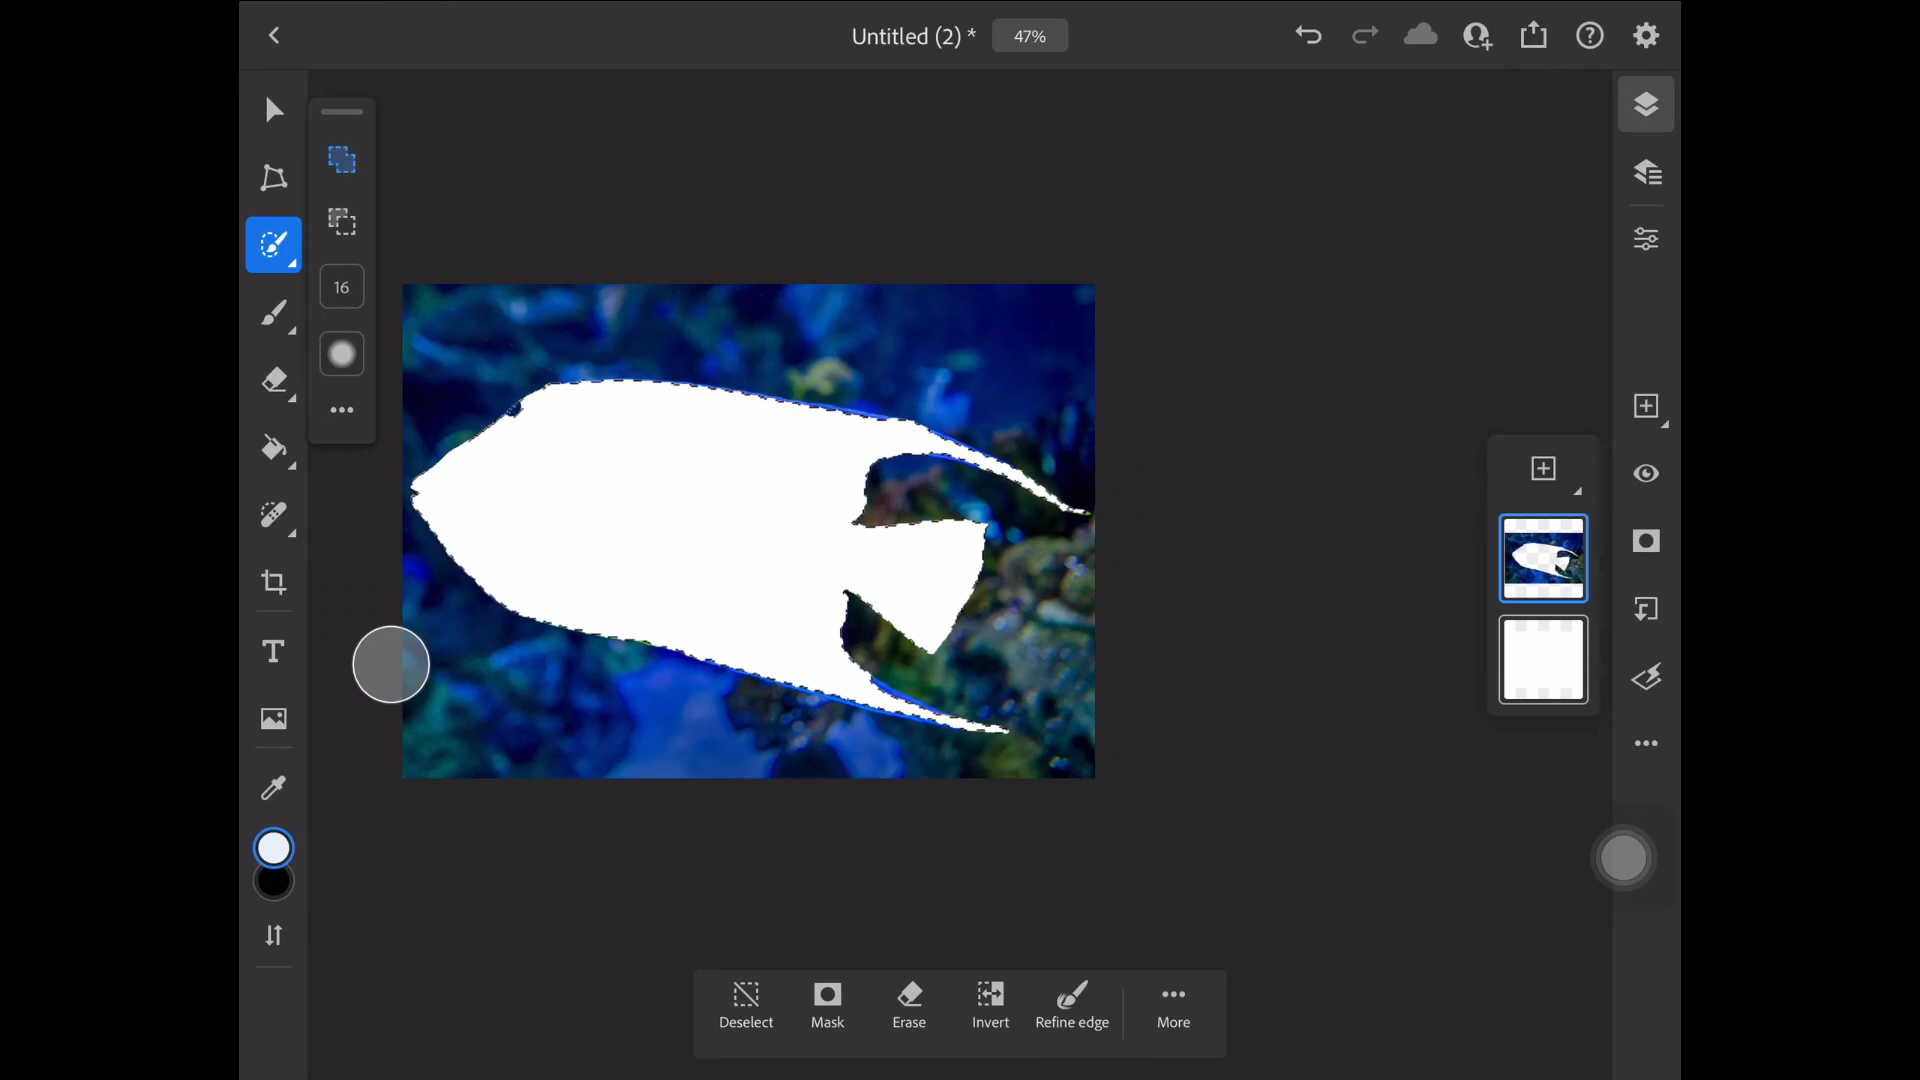 Untitled (2) *
47%
16
Deselect
Mask
Erase
Invert
Refine edge
More